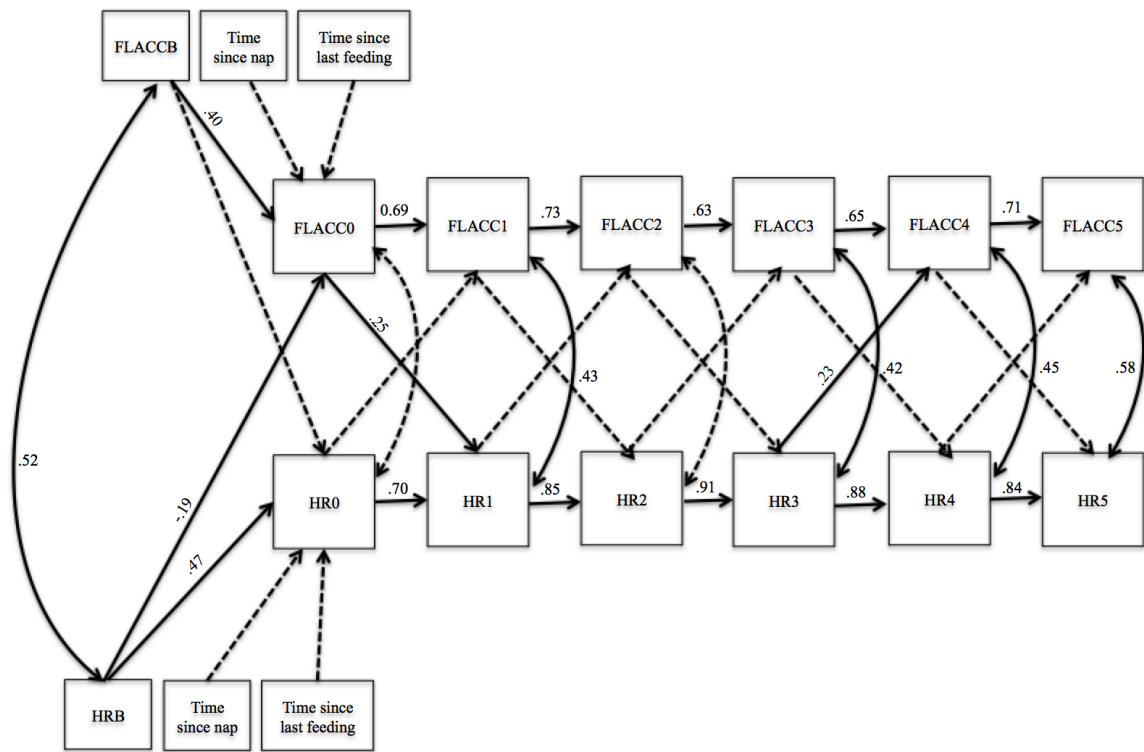 FLACCB
Time
since nap
Time since
last feeding
.40
FLACC0
0.69
FLACC1
.73
FLACC2
.63
FLACC3
.65
FLACC4
.71
FLACC5
.25
.43
.23
.42
.45
.58
.52
-.19
.47
HR0
.70
HR1
.85
HR2
.91
HR3
.88
HR4
.84
HR5
HRB
Time
since nap
Time since
last feeding